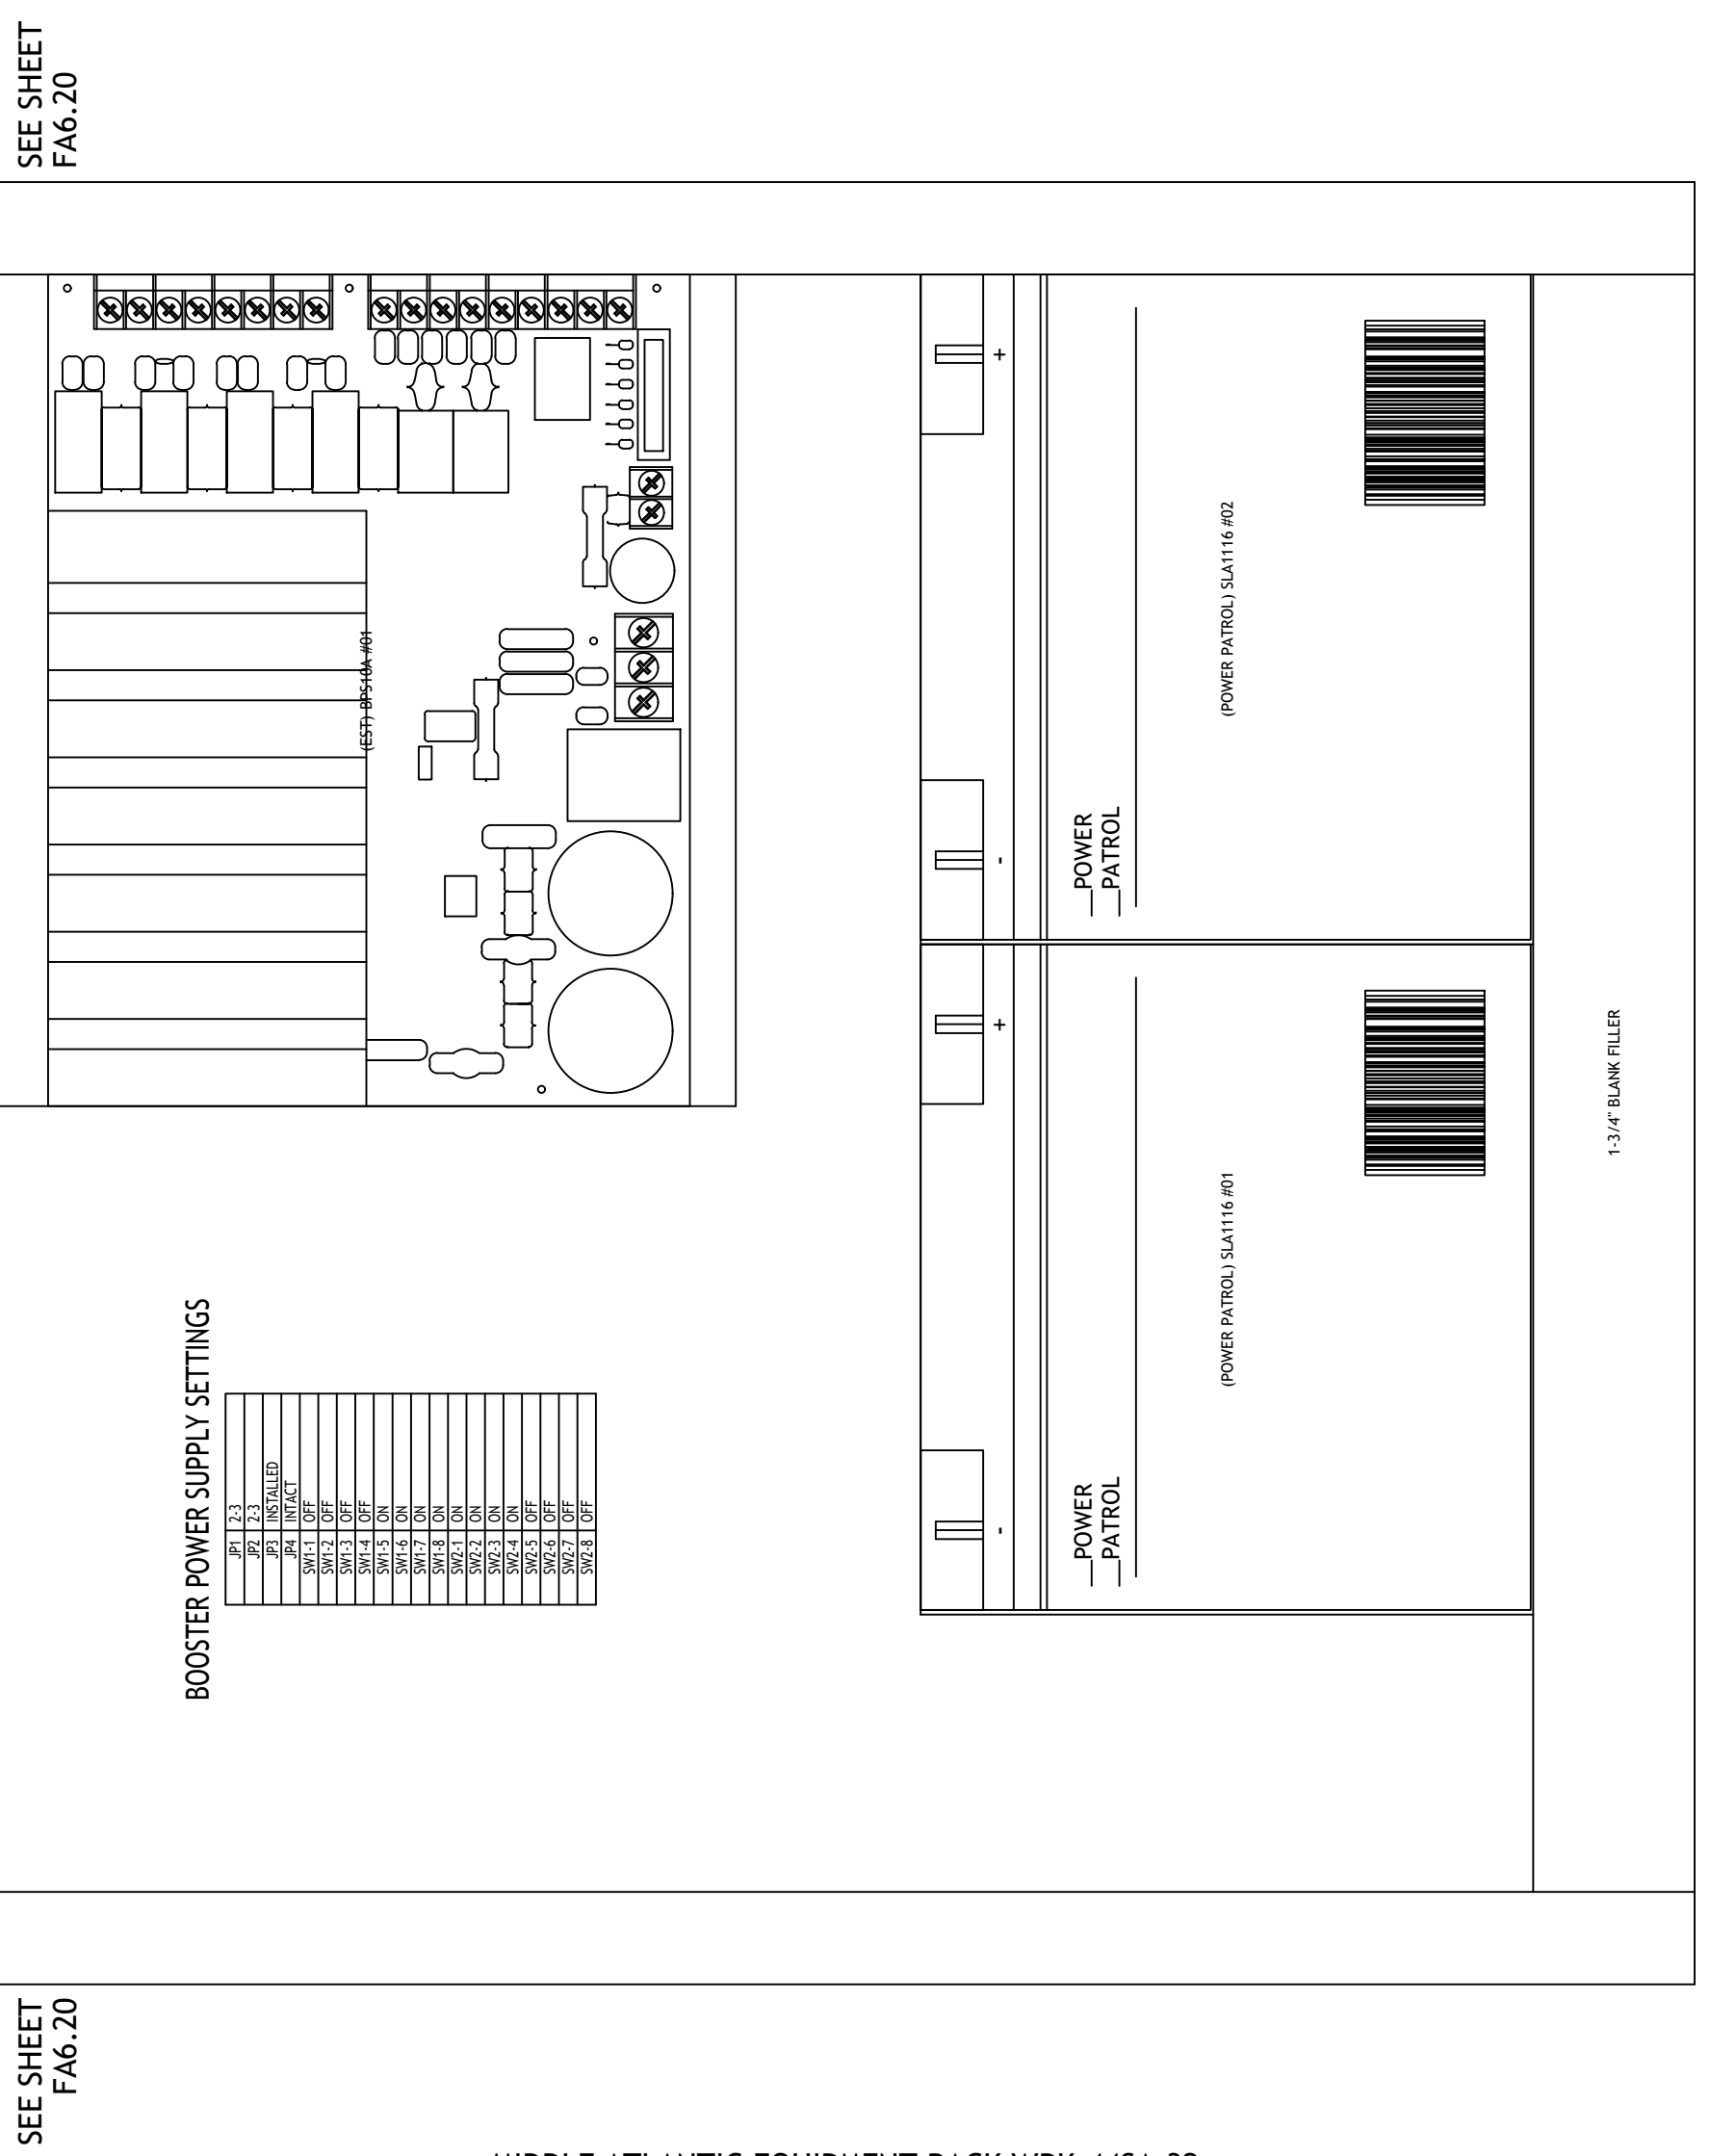 SEE SHEET
FA6.20
(EST) BPS10A #01
+
-
POWER
PATROL
(POWER PATROL) SLA1116 #02
+
-
POWER
PATROL
(POWER PATROL) SLA1116 #01
1-3/4" BLANK FILLER
BOOSTER POWER SUPPLY SETTINGS
JP1 2-3
JP2 2-3
JP3 INSTALLED
JP4 INTACT
SW1-1 OFF
SW1-2 OFF
SW1-3 OFF
SW1-4 OFF
SW1-5 ON
SW1-6 ON
SW1-7 ON
SW1-8 ON
SW2-1 ON
SW2-2 ON
SW2-3 ON
SW2-4 ON
SW2-5 OFF
SW2-6 OFF
SW2-7 OFF
SW2-8 OFF
SEE SHEET
FA6.20
MIDDLE ATLANTIC EQUIPMENT RACK